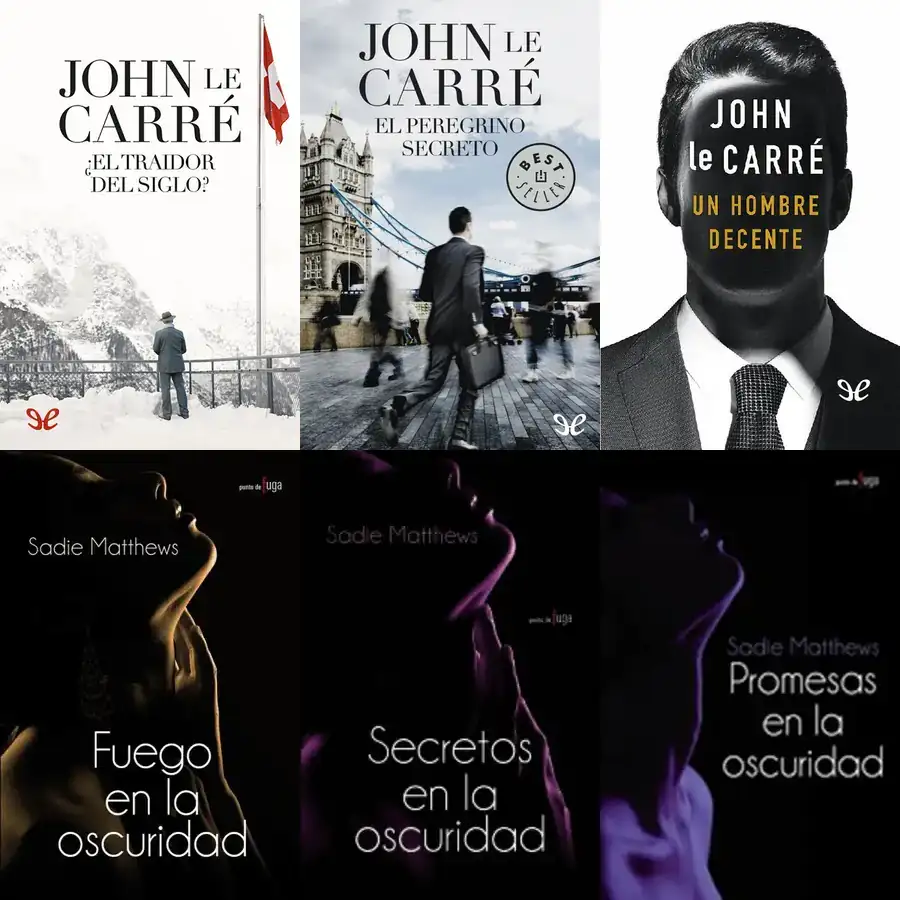 JOHN LE
CARRÉ
¿EL TRAIDOR
DEL SIGLO?
JOHN LE
CARRÉ
EL PEREGRINO
SECRETO
BEST
SELLER
JOHN
le CARRÉ
UN HOMBRE
DECENTE
punto de fuga
Sadie Matthews
Fuego
en la
oscuridad
Sadie Matthews
punto de fuga
Secretos
en la
oscuridad
punto de fuga
Sadie Matthews
Promesas
en la
oscuridad